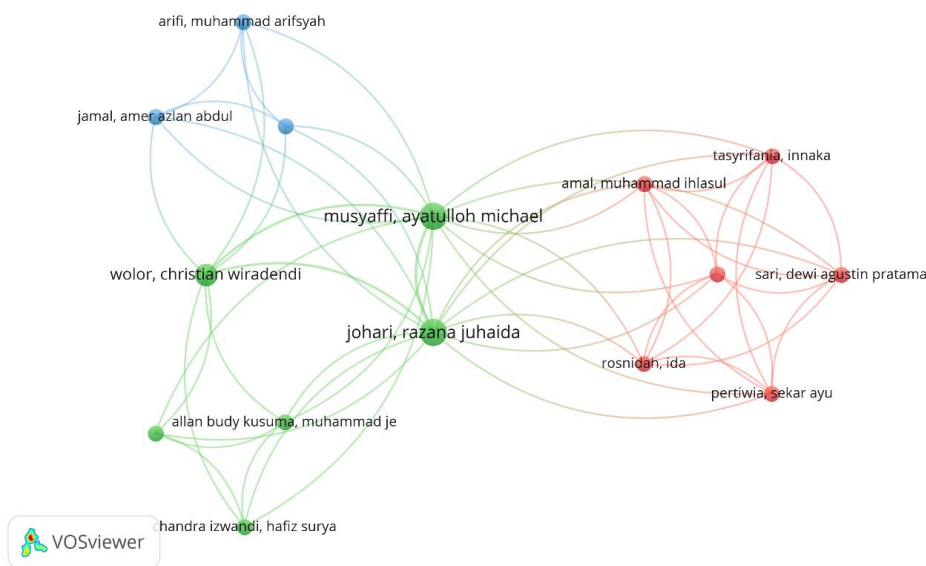 arifi, muhammad arifsyah
jamal, amer azlan abdul
tasyrifania, innaka
amal, muhammad ihlasul
musyaffi, ayatulloh michael
wolor, christian wiradendi
sari, dewi agustin pratama
johari, razana juhaida
rosnidah, ida
pertiwia, sekar ayu
allan budy kusuma, muhammad je
chandra izwandi, hafiz surya
VOSviewer